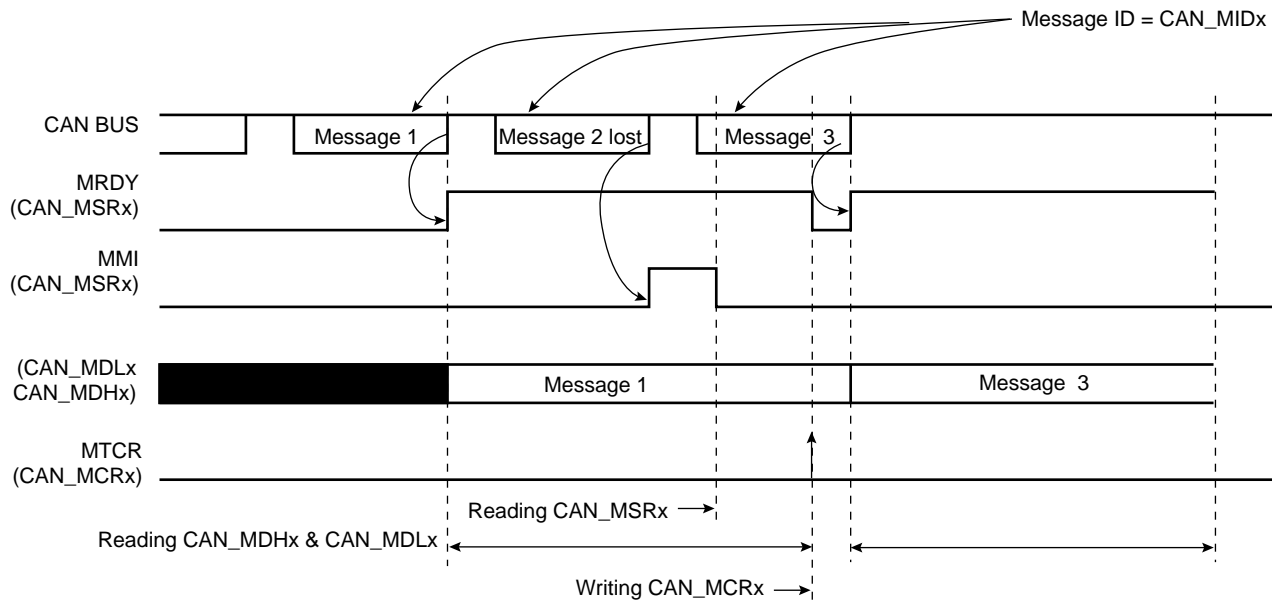 Message ID = CAN_MIDx
CAN BUS
Message 1
Message 2 lost
Message 3
MRDY
(CAN_MSRx)
MMI
(CAN_MSRx)
(CAN_MDLx
CAN_MDHx)
Message 1
Message 3
MTCR
(CAN_MCRx)
Reading CAN_MSRx
Reading CAN_MDHx & CAN_MDLx
Writing CAN_MCRx